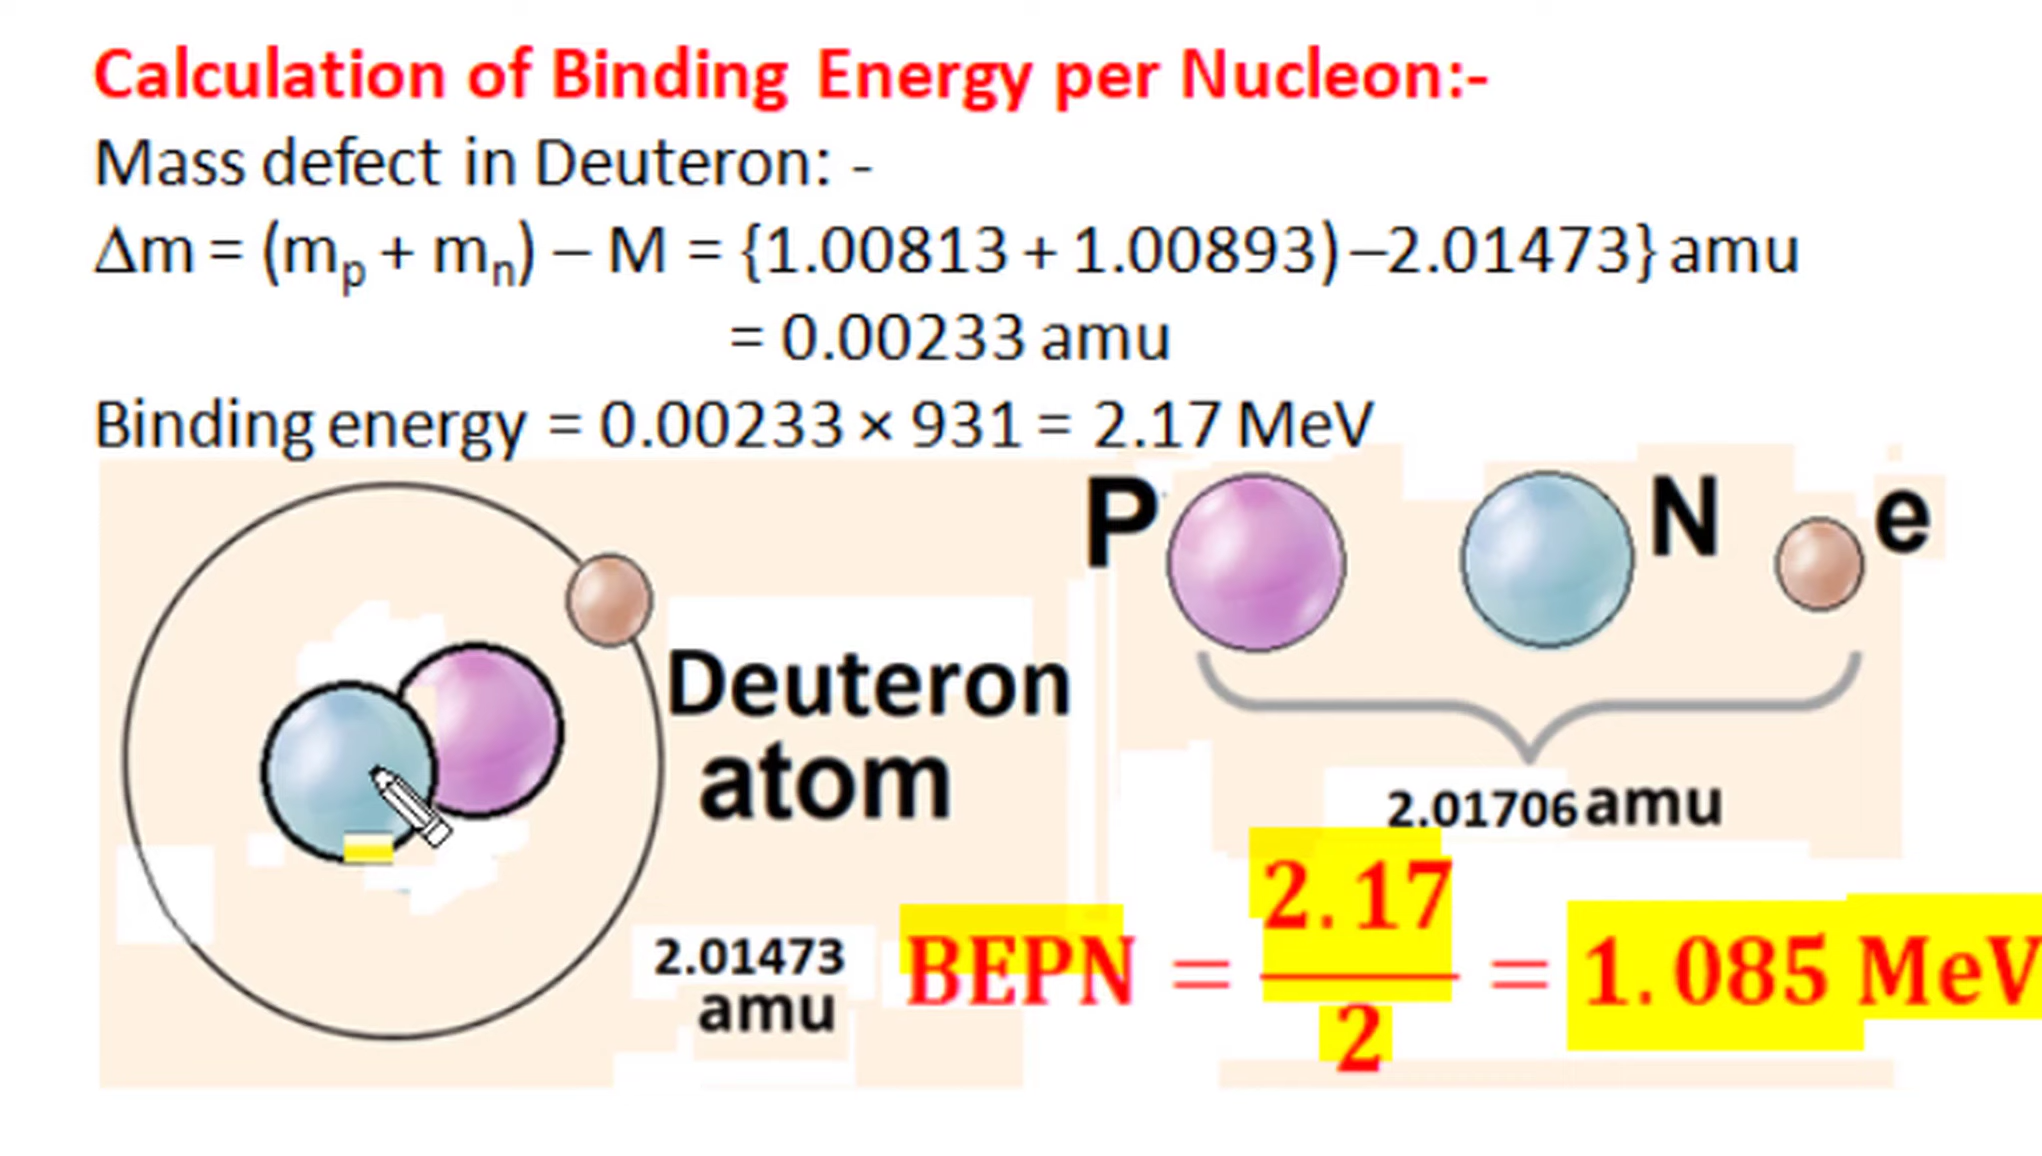 Calculation of Binding Energy per Nucleon:-
Mass defect in Deuteron: -
Δm = (mₚ + mₙ) – M = {1.00813 + 1.00893) –2.01473} amu
= 0.00233 amu
Binding energy = 0.00233 × 931 = 2.17 MeV
P N e
Deuteron
atom
2.01706 amu
2.01473
amu
BEPN = 2.17 / 2 = 1.085 MeV